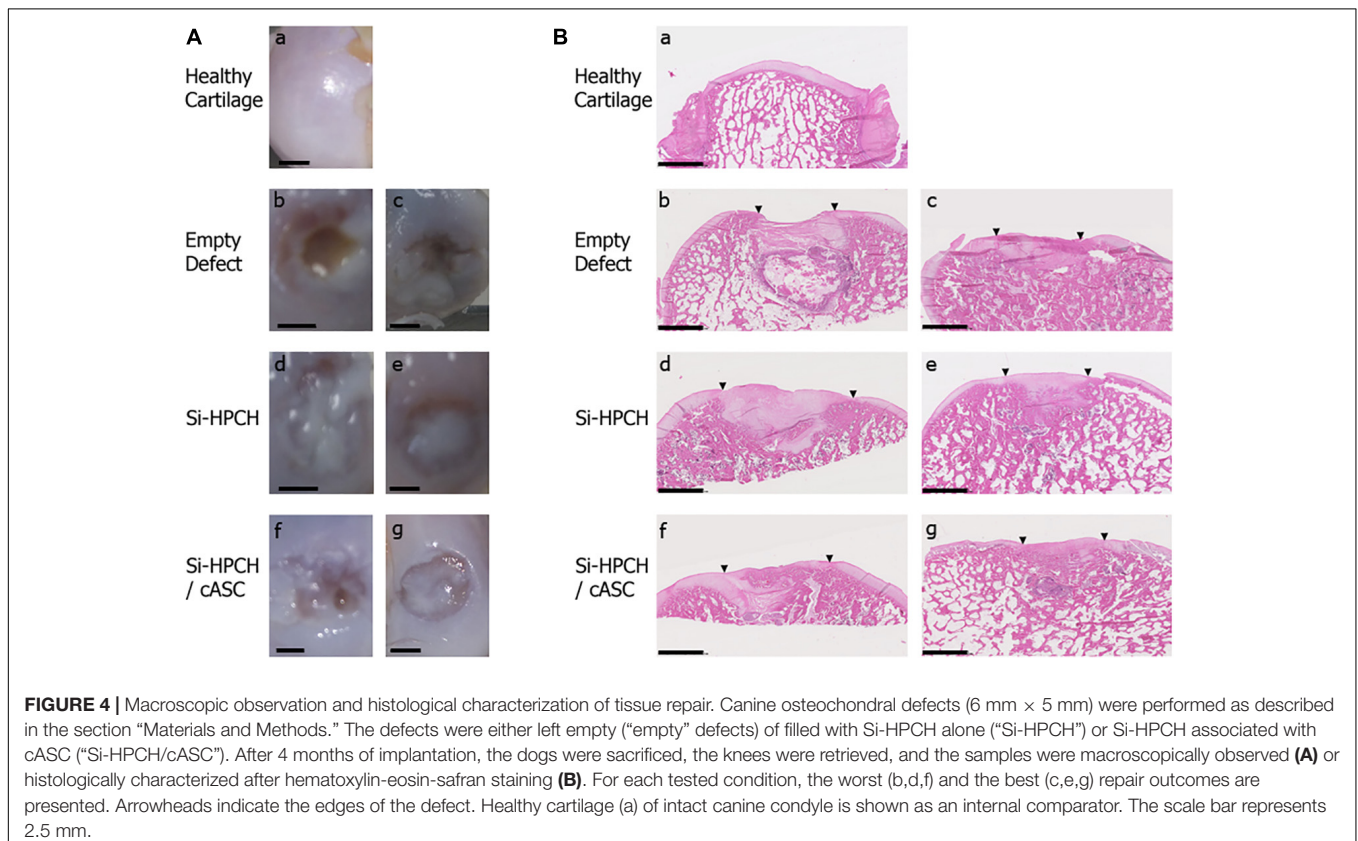 A
B
a
a
Healthy
Cartilage
Healthy
Cartilage
b
c
b
c
Empty
Defect
Empty
Defect
d
e
d
e
Si-HPCH
Si-HPCH
f
g
f
g
Si-HPCH
/ cASC
Si-HPCH
/ cASC
FIGURE 4 | Macroscopic observation and histological characterization of tissue repair. Canine osteochondral defects (6 mm × 5 mm) were performed as described
in the section “Materials and Methods.” The defects were either left empty (“empty” defects) of filled with Si-HPCH alone (“Si-HPCH”) or Si-HPCH associated with
cASC (“Si-HPCH/cASC”). After 4 months of implantation, the dogs were sacrificed, the knees were retrieved, and the samples were macroscopically observed (A) or
histologically characterized after hematoxylin-eosin-safran staining (B). For each tested condition, the worst (b,d,f) and the best (c,e,g) repair outcomes are
presented. Arrowheads indicate the edges of the defect. Healthy cartilage (a) of intact canine condyle is shown as an internal comparator. The scale bar represents
2.5 mm.